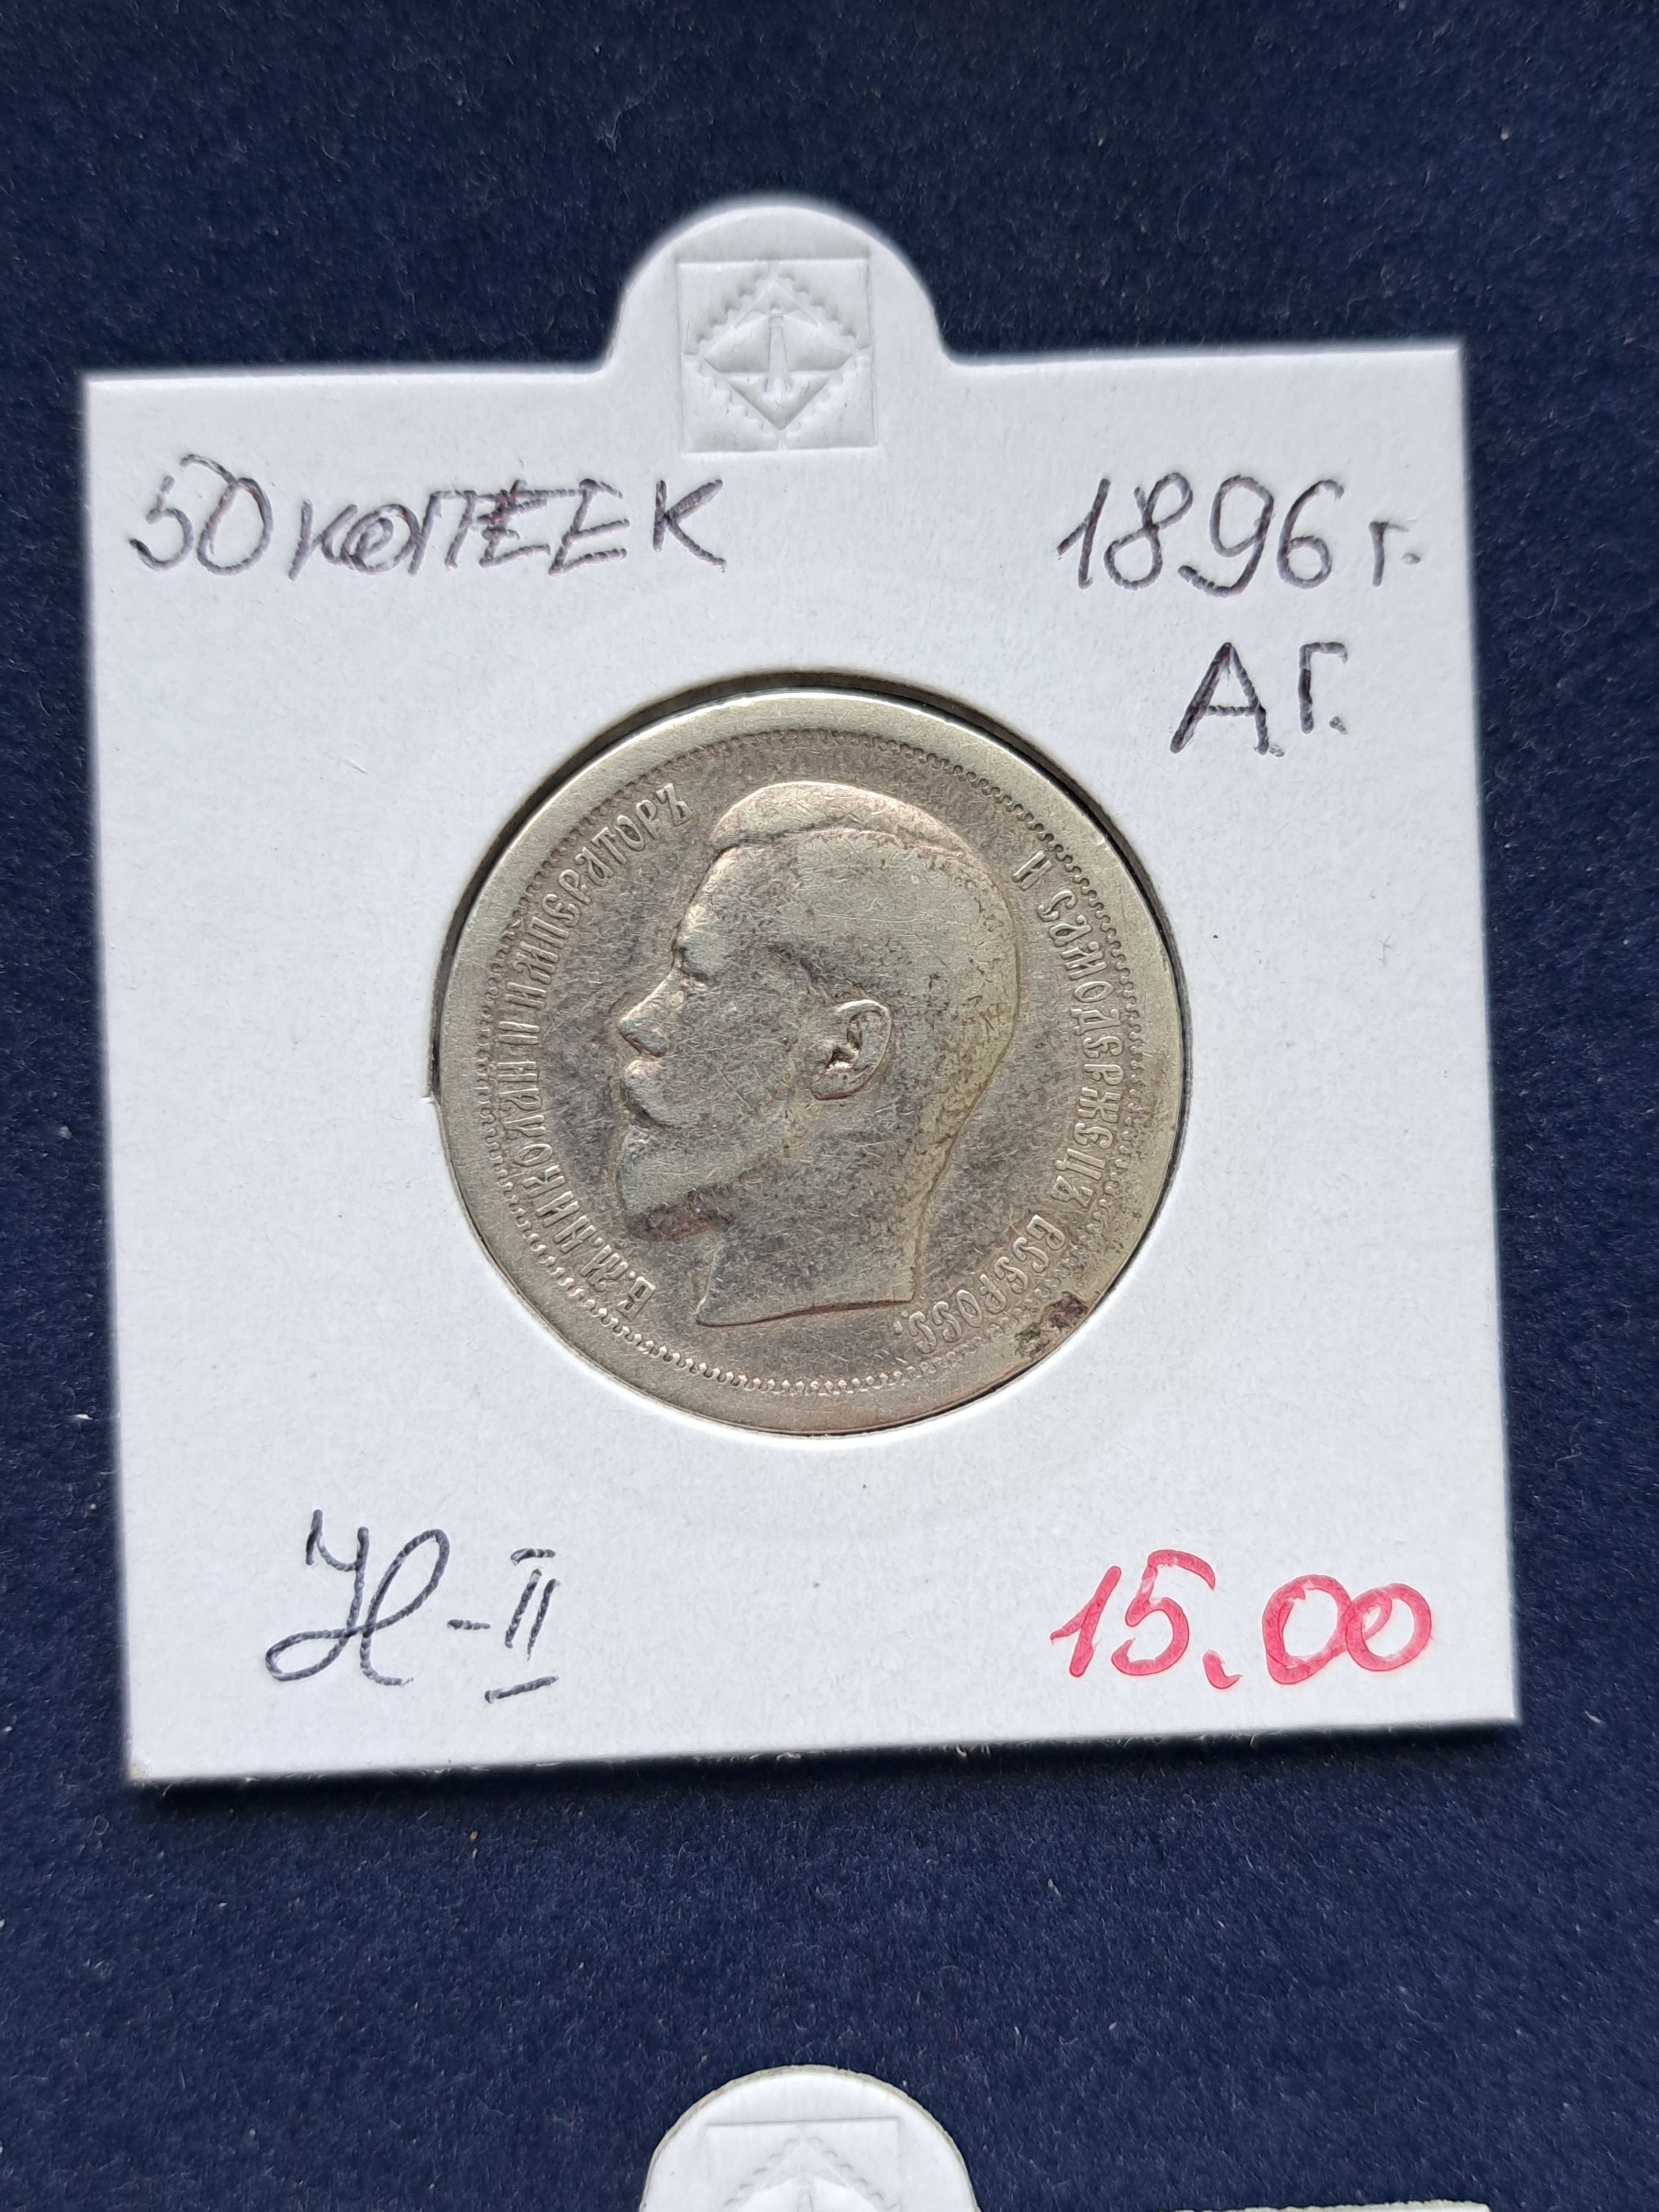 50 КОПЕЕК
1896 г.
А.Г.
Б.М.НИКОЛАЙ II ИМПЕРАТОРЪ
И САМОДЕРЖЕЦЪ ВСЕРОСС.
Н-II
15.00